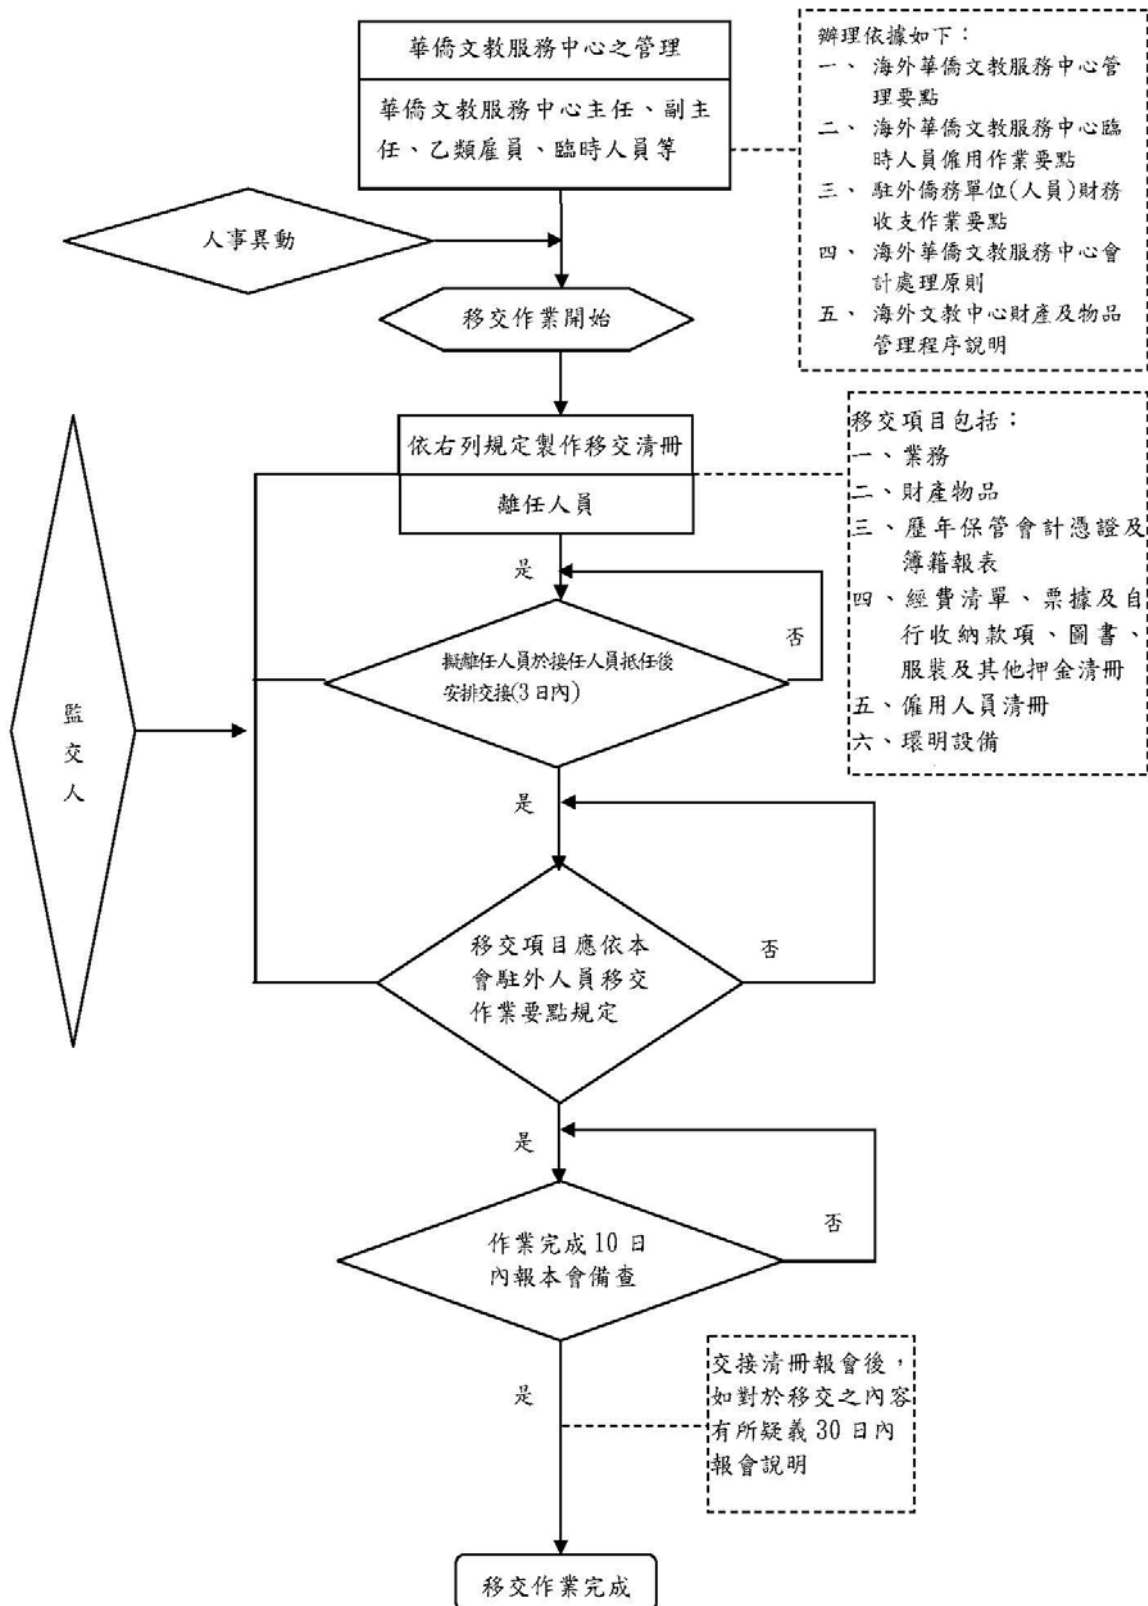 華僑文教服務中心之管理
華僑文教服務中心主任、副主
任、乙類雇員、臨時人員等
辦理依據如下：
一、 海外華僑文教服務中心管
理要點
二、 海外華僑文教服務中心臨
時人員僱用作業要點
三、 駐外僑務單位(人員)財務
收支作業要點
四、 海外華僑文教服務中心會
計處理原則
五、 海外文教中心財產及物品
管理程序說明
人事異動
移交作業開始
依右列規定製作移交清冊
離任人員
移交項目包括：
一、業務
二、財產物品
三、歷年保管會計憑證及
簿籍報表
四、經費清單、票據及自
行收納款項、圖書、
服裝及其他押金清冊
五、僱用人員清冊
六、環明設備
監
交
人
是
否
擬離任人員於接任人員抵任後
安排交接(3日內)
是
否
移交項目應依本
會駐外人員移交
作業要點規定
是
否
作業完成10日
內報本會備查
是
交接清冊報會後，
如對於移交之內容
有所疑義30日內
報會說明
移交作業完成